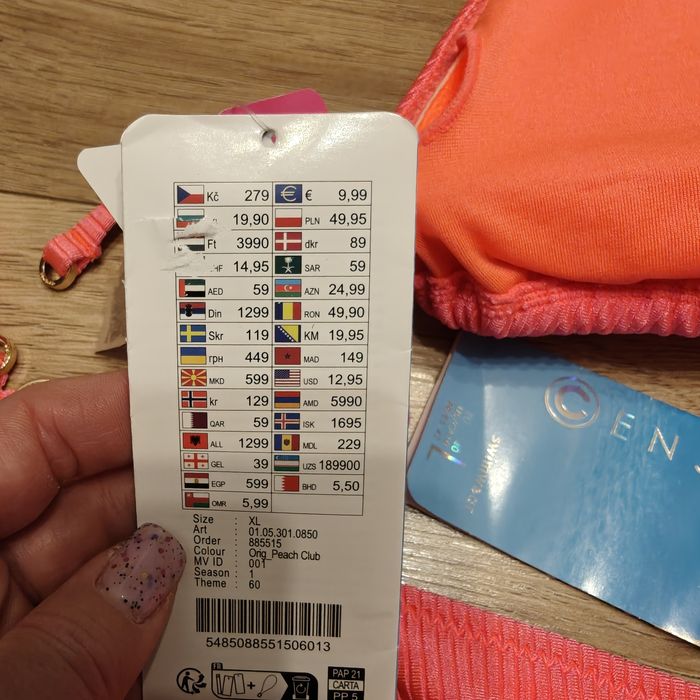 Kč 279 € 9,99
19,90 PLN 49,95
Ft 3990 dkr 89
14,95 SAR 59
AED 59 AZN 24,99
Din 1299 RON 49,90
Skr 119 KM 19,95
грн 449 MAD 149
MKD 599 USD 12,95
kr 129 AMD 5990
QAR 59 ISK 1695
ALL 1299 MDL 229
GEL 39 UZS 189900
EGP 599 BHD 5,50
OMR 5,99
Size : XL
Art : 01.05.301.0850
Order : 885515
Colour : Orig_Peach Club
MV ID : 001
Season : 1
Theme : 60
5485088551506013
FR
PAP 21
CARTA
PP 5
CEN
swimwear